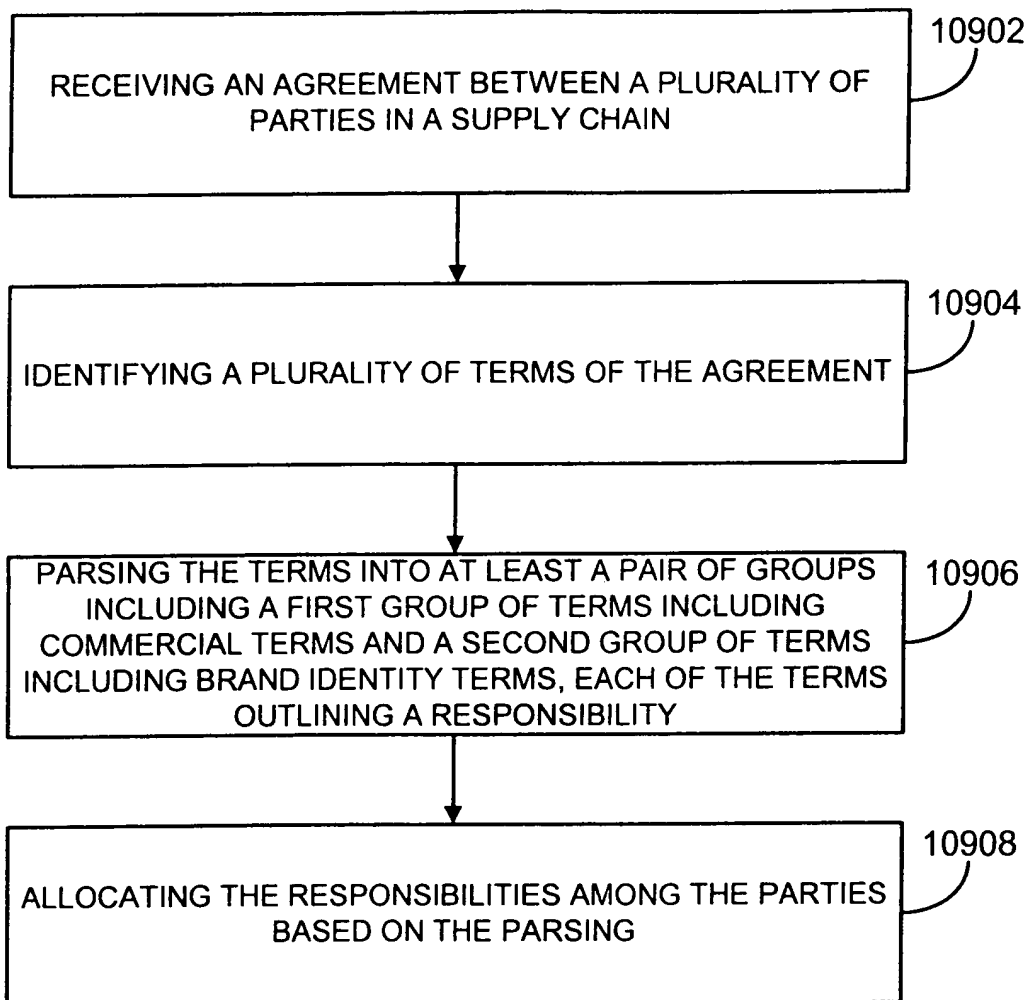 10902
RECEIVING AN AGREEMENT BETWEEN A PLURALITY OF
PARTIES IN A SUPPLY CHAIN
10904
IDENTIFYING A PLURALITY OF TERMS OF THE AGREEMENT
10906
PARSING THE TERMS INTO AT LEAST A PAIR OF GROUPS
INCLUDING A FIRST GROUP OF TERMS INCLUDING
COMMERCIAL TERMS AND A SECOND GROUP OF TERMS
INCLUDING BRAND IDENTITY TERMS, EACH OF THE TERMS
OUTLINING A RESPONSIBILITY
10908
ALLOCATING THE RESPONSIBILITIES AMONG THE PARTIES
BASED ON THE PARSING